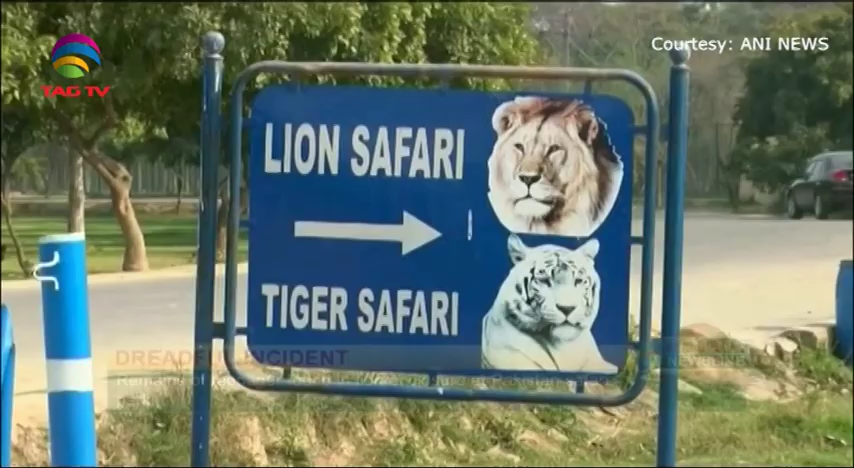 TAG TV
Courtesy: ANI NEWS
LION SAFARI
TIGER SAFARI
DREADFUL INCIDENT